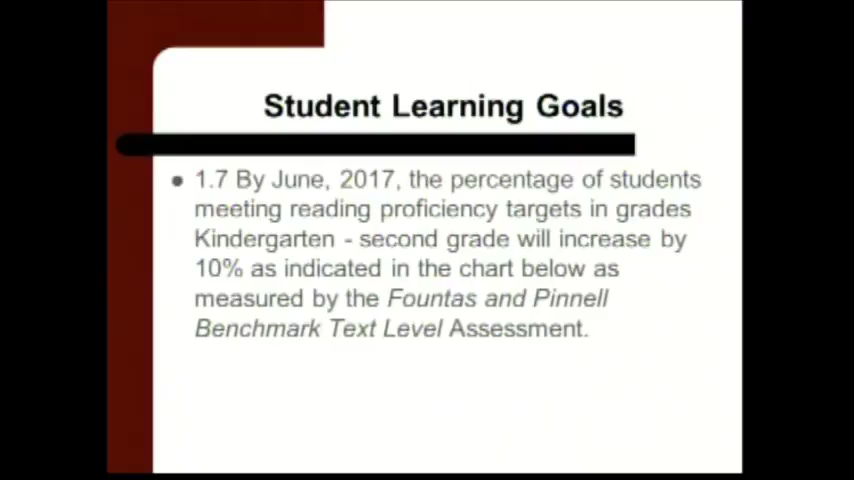 Student Learning Goals
● 1.7 By June, 2017, the percentage of students
meeting reading proficiency targets in grades
Kindergarten - second grade will increase by
10% as indicated in the chart below as
measured by the Fountas and Pinnell
Benchmark Text Level Assessment.